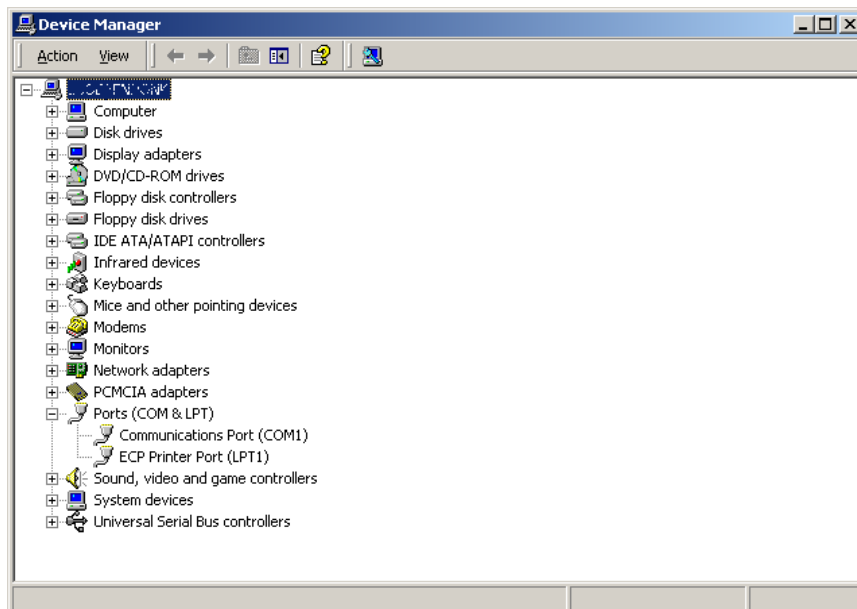 Device Manager
Action View
Computer
Disk drives
Display adapters
DVD/CD-ROM drives
Floppy disk controllers
Floppy disk drives
IDE ATA/ATAPI controllers
Infrared devices
Keyboards
Mice and other pointing devices
Modems
Monitors
Network adapters
PCMCIA adapters
Ports (COM & LPT)
Communications Port (COM1)
ECP Printer Port (LPT1)
Sound, video and game controllers
System devices
Universal Serial Bus controllers